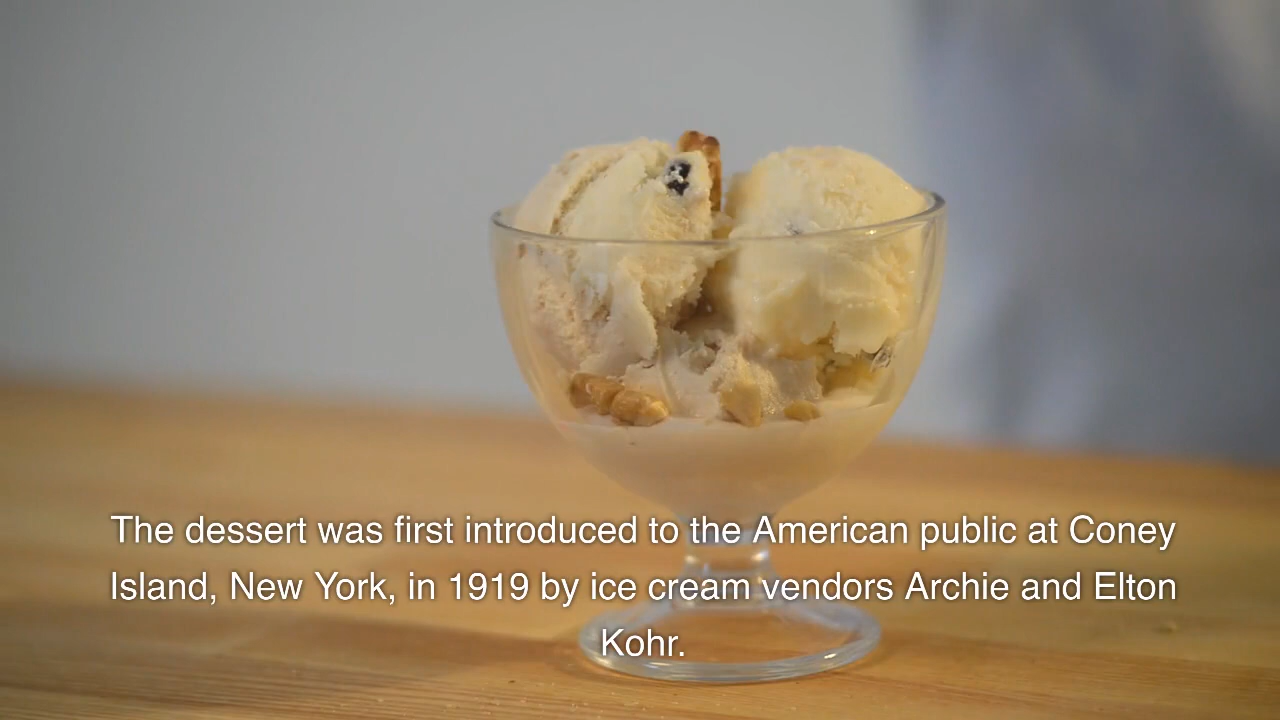 The dessert was first introduced to the American public at Coney
Island, New York, in 1919 by ice cream vendors Archie and Elton
Kohr.